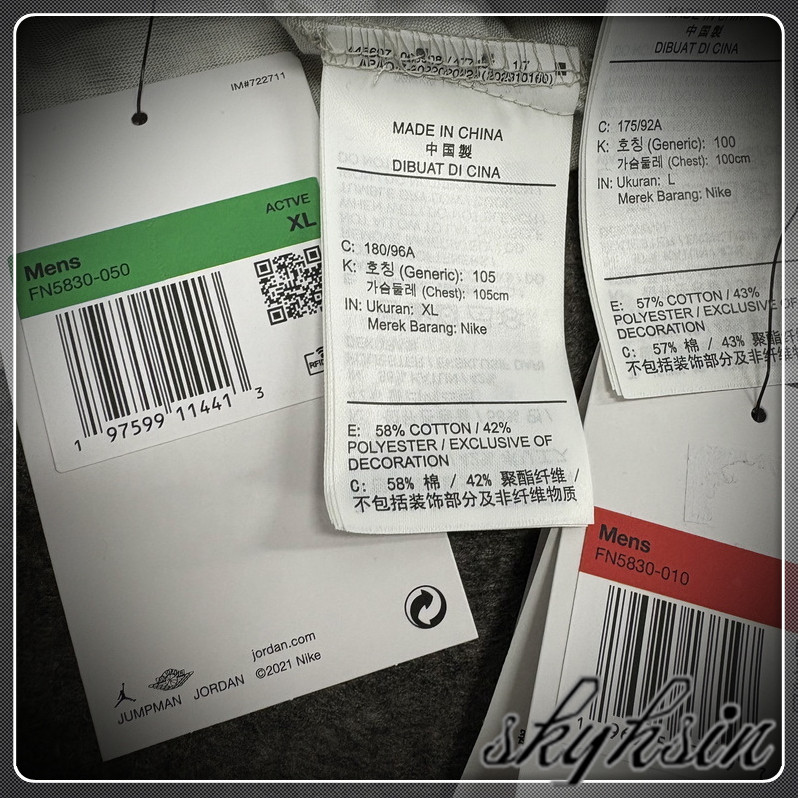 IM#722711
ACTVE
XL
Mens
FN5830-050
1 97599 11441 3
RFID
JUMPMAN JORDAN
jordan.com
©2021 Nike
MADE IN CHINA
中国製
DIBUAT DI CINA
C: 180/96A
K: 호칭 (Generic): 105
가슴둘레 (Chest): 105cm
IN: Ukuran: XL
Merek Barang: Nike
E: 58% COTTON / 42%
POLYESTER / EXCLUSIVE OF
DECORATION
C: 58% 棉 / 42% 聚酯纤维 /
不包括装饰部分及非纤维物质
中国製
DIBUAT DI CINA
C: 175/92A
K: 호칭 (Generic): 100
가슴둘레 (Chest): 100cm
IN: Ukuran: L
Merek Barang: Nike
E: 57% COTTON / 43%
POLYESTER / EXCLUSIVE OF
DECORATION
C: 57% 棉 / 43% 聚酯
不包括装饰部分及非纤维
Mens
FN5830-010
skyhsin